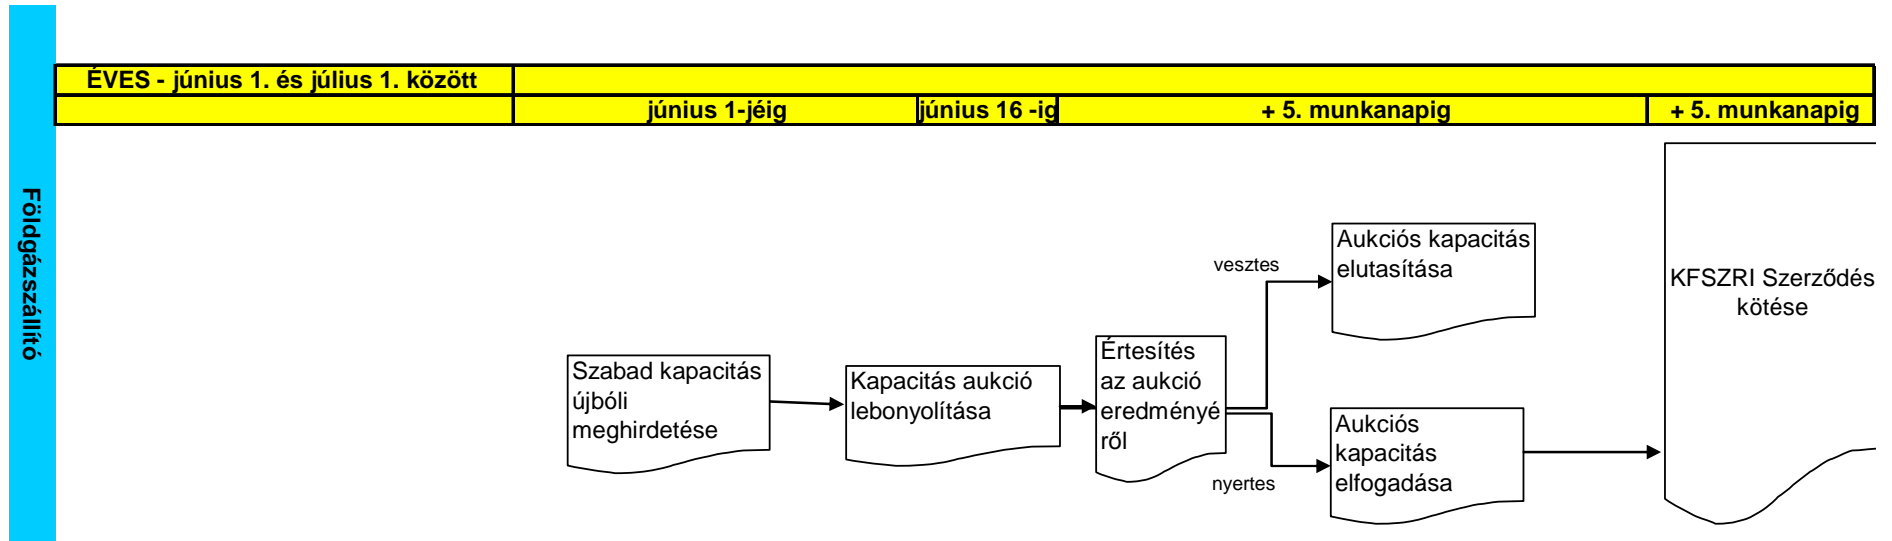 Földgázszállító
ÉVES - június 1. és július 1. között
június 1-jéig
június 16 -ig
+ 5. munkanapig
+ 5. munkanapig
Szabad kapacitás
újbóli
meghirdetése
Kapacitás aukció
lebonyolítása
Értesítés
az aukció
eredményé
ről
vesztes
nyertes
Aukciós kapacitás
elutasítása
Aukciós
kapacitás
elfogadása
KFSZRI Szerződés
kötése